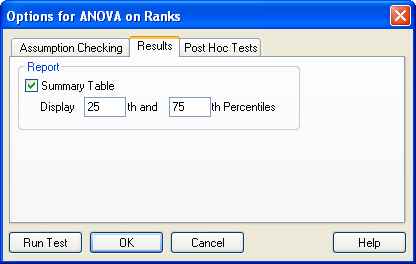 Options for ANOVA on Ranks
Assumption Checking Results Post Hoc Tests
Report
Summary Table
Display 25 th and 75 th Percentiles
Run Test OK Cancel Help